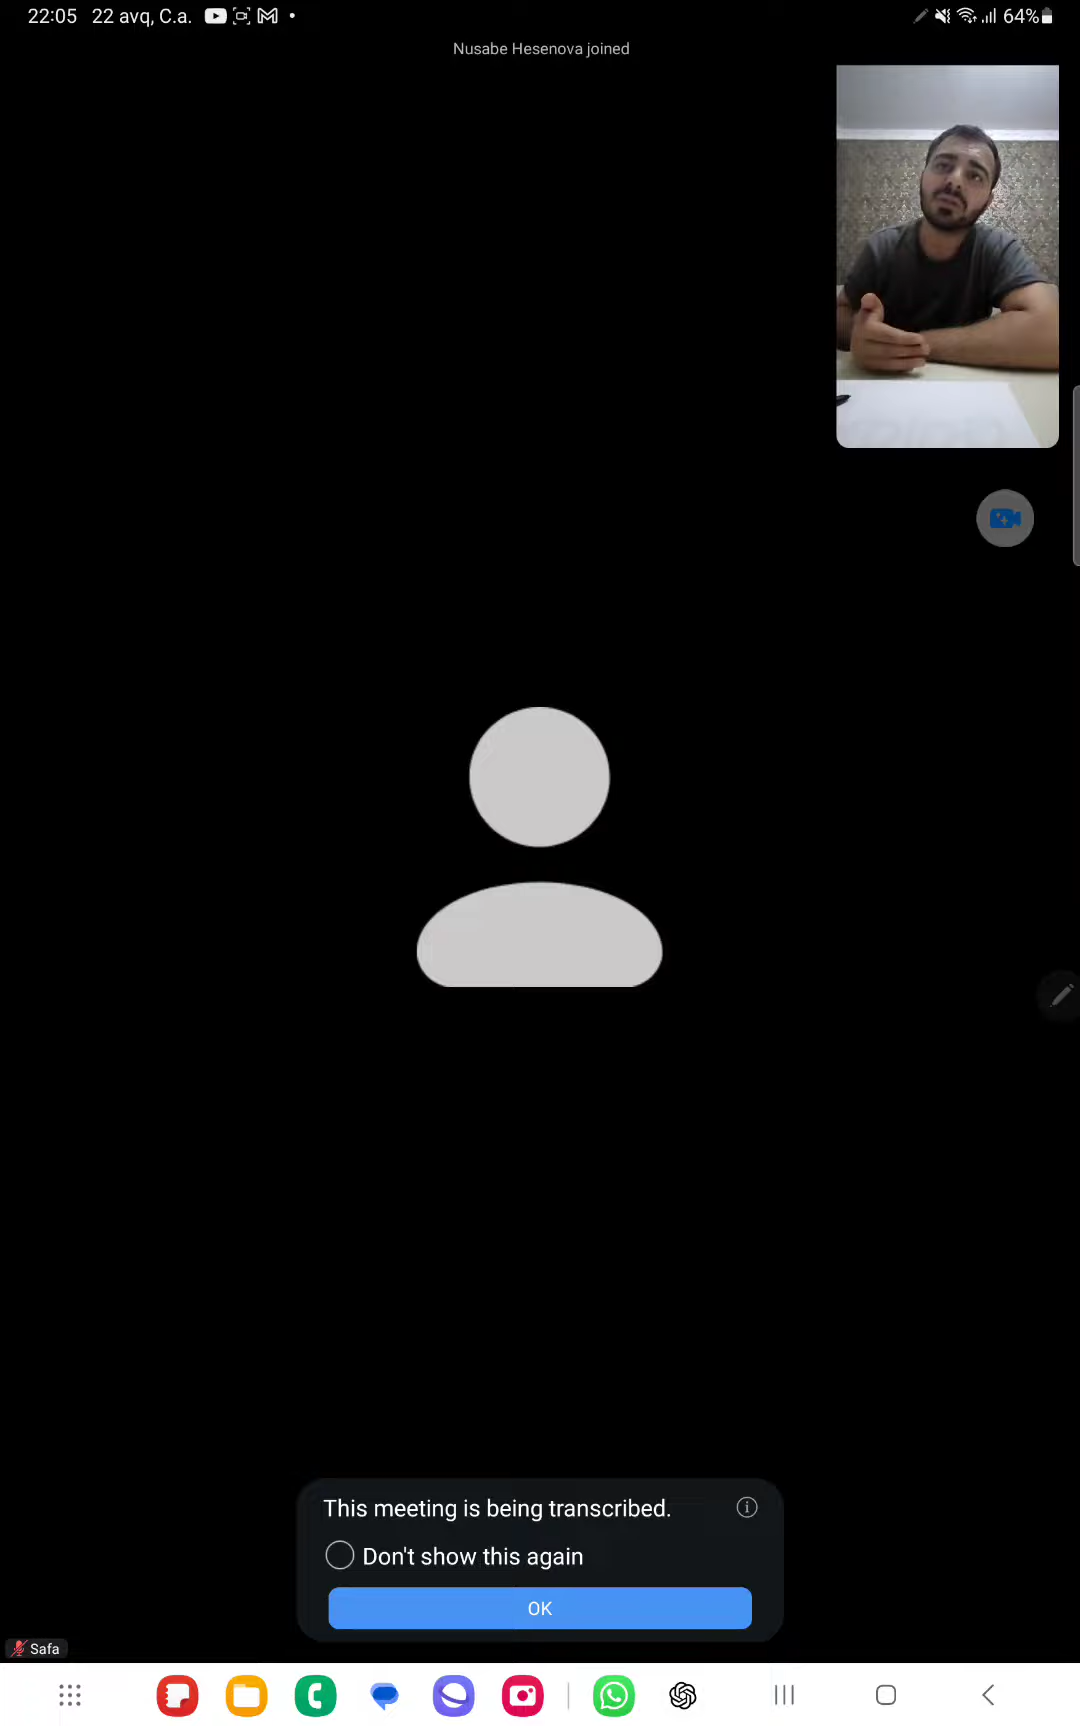 22:05 22 avq, C.a. 64%
Nusabe Hesenova joined
This meeting is being transcribed.
Don't show this again
OK
Safa